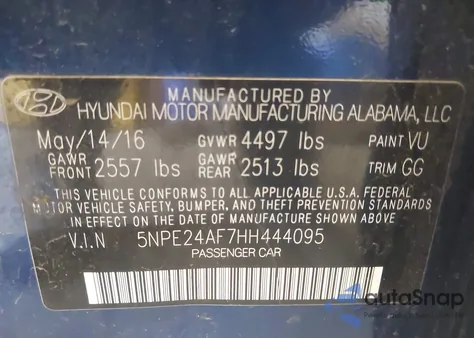 MANUFACTURED BY
HYUNDAI MOTOR MANUFACTURING ALABAMA, LLC
May/14/16 GVWR 4497 lbs PAINT VU
GAWR FRONT 2557 lbs GAWR REAR 2513 lbs TRIM GG
THIS VEHICLE CONFORMS TO ALL APPLICABLE U.S.A. FEDERAL
MOTOR VEHICLE SAFETY, BUMPER, AND THEFT PREVENTION STANDARDS
IN EFFECT ON THE DATE OF MANUFACTURE SHOWN ABOVE.
V.I.N 5NPE24AF7HH444095
PASSENGER CAR
autaSnap